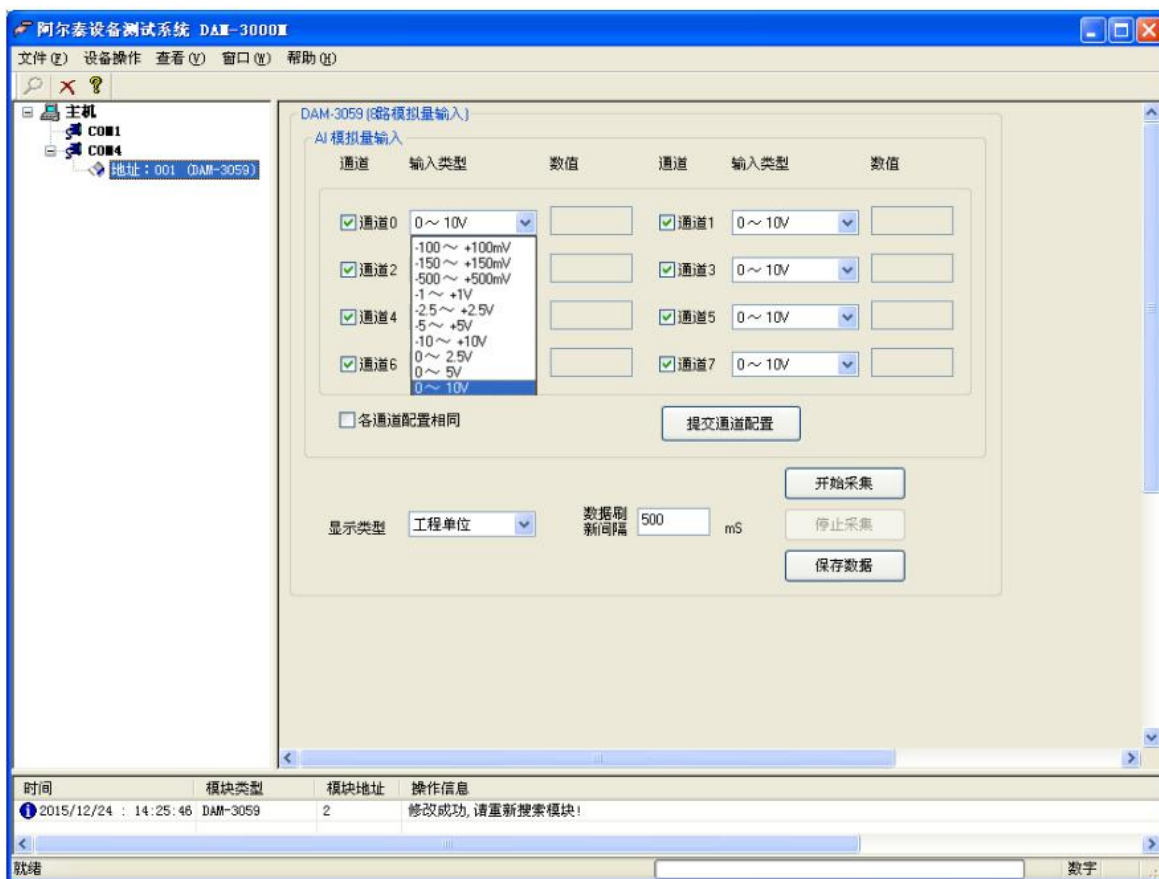 阿尔泰设备测试系统 DAM-3000M
文件(F) 设备操作 查看(V) 窗口(W) 帮助(H)
主机
COM1
COM4
地址：001 (DAM-3059)
DAM-3059 (8路模拟量输入)
AI 模拟量输入
通道 输入类型 数值 通道 输入类型 数值
通道0 0～ 10V 通道1 0～ 10V
-100～ +100mV
-150～ +150mV
-500～ +500mV
-1～ +1V
-2.5～ +2.5V
-5～ +5V
-10～ +10V
0～ 2.5V
0～ 5V
0～ 10V
通道2 通道3 0～ 10V
通道4 通道5 0～ 10V
通道6 通道7 0～ 10V
各通道配置相同 提交通道配置
开始采集
显示类型 工程单位 数据刷新间隔 500 mS 停止采集
保存数据
时间 模块类型 模块地址 操作信息
2015/12/24 : 14:25:46 DAM-3059 2 修改成功,请重新搜索模块!
就绪 数字